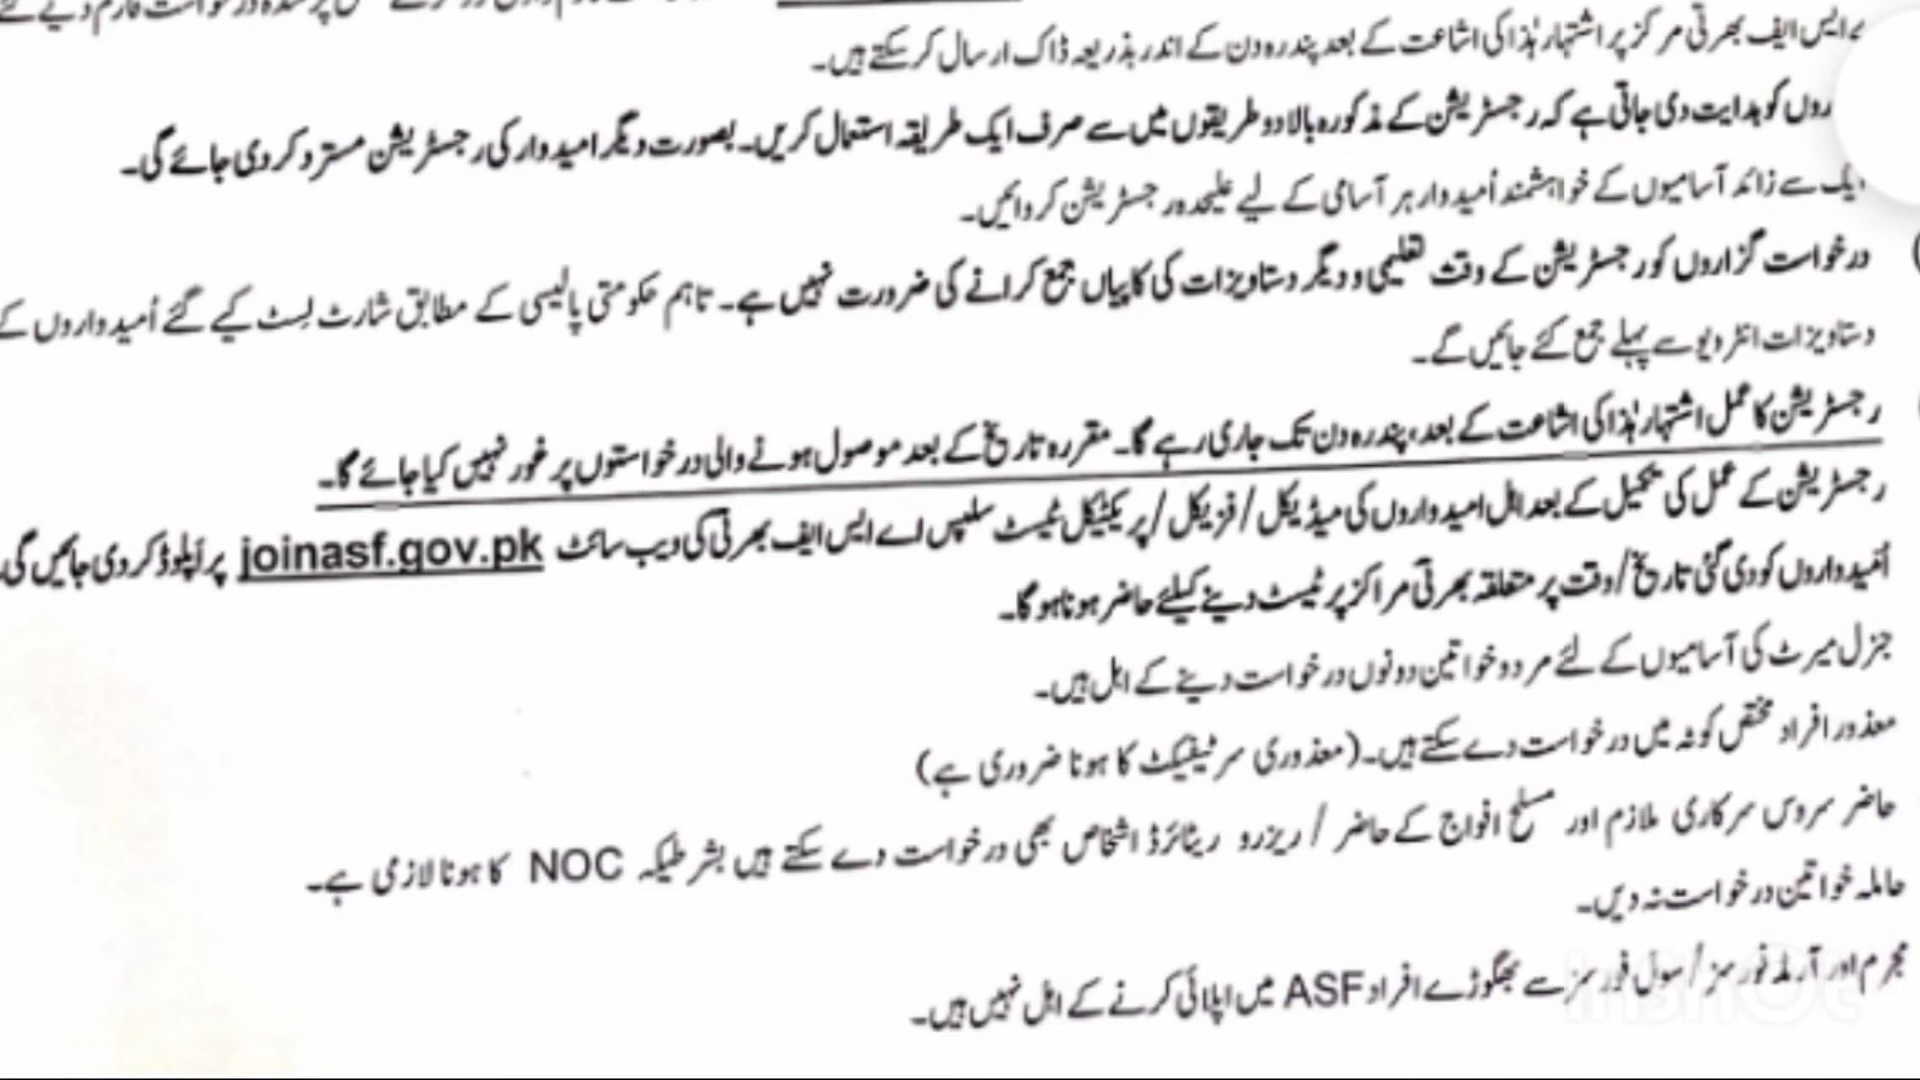 ایس ایف بھرتی مرکز پر اشتہار ہٰذا کی اشاعت کے بعد پندرہ دن کے اندر بذریعہ ڈاک ارسال کر سکتے ہیں۔
روں کو ہدایت دی جاتی ہے کہ رجسٹریشن کے مذکورہ بالا دو طریقوں میں سے صرف ایک طریقہ استعمال کریں۔ بصورت دیگر امیدوار کی رجسٹریشن مسترد کر دی جائے گی۔
یک سے زائد آسامیوں کے خواہشمند اُمیدوار ہر آسامی کے لیے علیحدہ رجسٹریشن کروائیں۔
درخواست گزاروں کو رجسٹریشن کے وقت تعلیمی و دیگر دستاویزات کی کاپیاں جمع کرانے کی ضرورت نہیں ہے۔ تاہم حکومتی پالیسی کے مطابق شارٹ لسٹ کیے گئے اُمیدواروں کے
دستاویزات انٹرویو سے پہلے جمع کئے جائیں گے۔
رجسٹریشن کا عمل اشتہار ہٰذا کی اشاعت کے بعد، پندرہ دن تک جاری رہے گا۔ مقررہ تاریخ کے بعد موصول ہونے والی درخواستوں پر غور نہیں کیا جائے گا۔
رجسٹریشن کے عمل کی تکمیل کے بعد اہل امیدواروں کی میڈیکل/فزیکل/پریکٹیکل ٹیسٹ سلپس اے ایس ایف بھرتی کی ویب سائٹ joinasf.gov.pk پر اَپلوڈ کر دی جائیں گی
اُمیدواروں کو دی گئی تاریخ/وقت پر متعلقہ بھرتی مراکز پر ٹیسٹ دینے کیلئے حاضر ہونا ہو گا۔
جنرل میرٹ کی آسامیوں کے لئے مرد و خواتین دونوں درخواست دینے کے اہل ہیں۔
معذور افراد مختص کوٹہ میں درخواست دے سکتے ہیں۔ (معذوری سرٹیفیکٹ کا ہونا ضروری ہے)
حاضر سروس سرکاری ملازم اور مسلح افواج کے حاضر / ریزرو ریٹائرڈ اشخاص بھی درخواست دے سکتے ہیں بشرطیکہ NOC کا ہونا لازمی ہے۔
حاملہ خواتین درخواست نہ دیں۔
مجرم اور آرمڈ فورسز/سول فورسز سے بھگوڑے افراد ASF میں اپلائی کرنے کے اہل نہیں ہیں۔